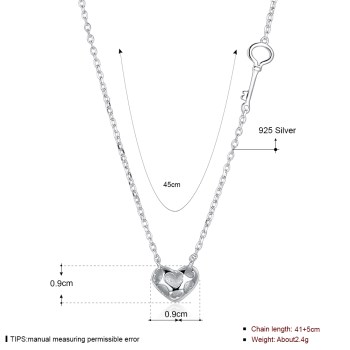 925 Silver
45cm
0.9cm
0.9cm
Chain length: 41+5cm
Weight: About2.4g
TIPS:manual measuring permissible error